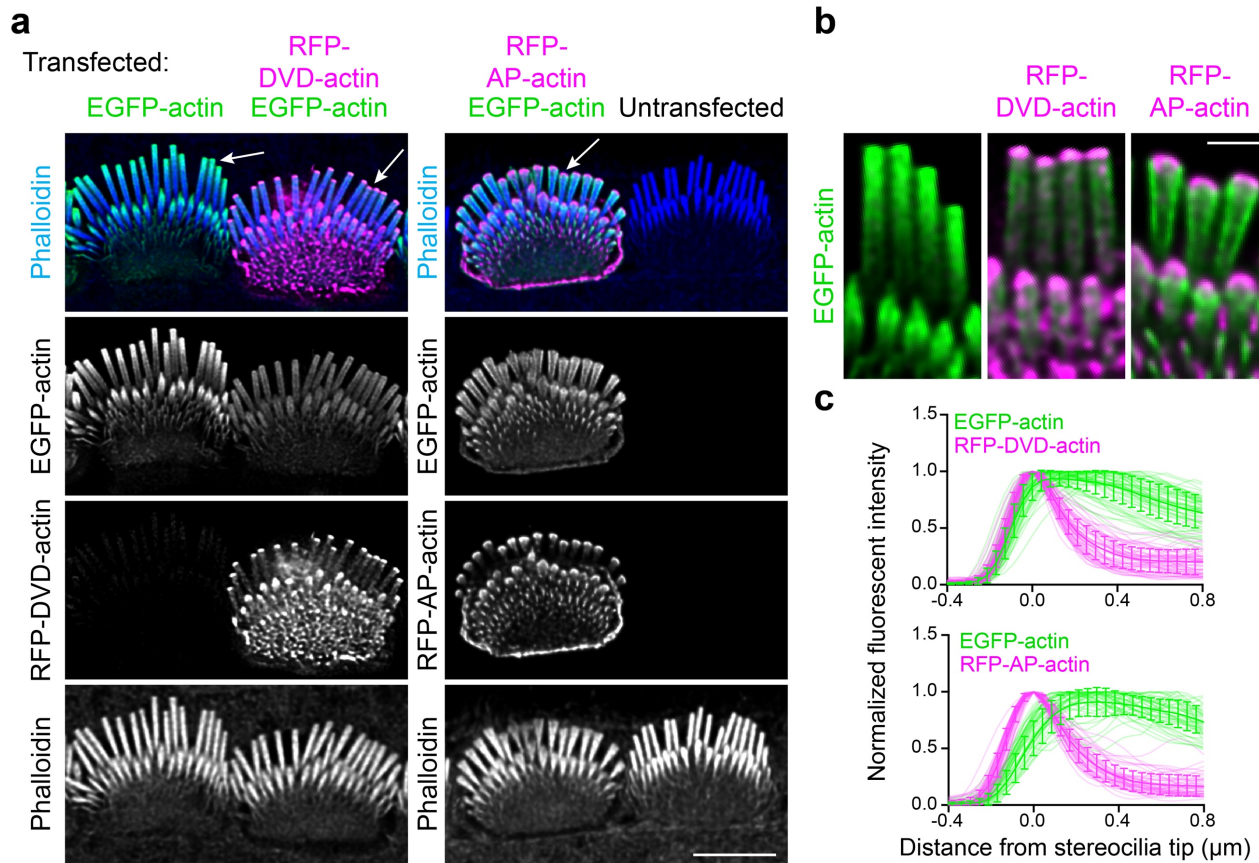 a
Transfected:
EGFP-actin
RFP-
DVD-actin
EGFP-actin
RFP-
AP-actin
EGFP-actin
Untransfected
Phalloidin
Phalloidin
EGFP-actin
EGFP-actin
RFP-DVD-actin
RFP-AP-actin
Phalloidin
Phalloidin
b
RFP-
DVD-actin
RFP-
AP-actin
EGFP-actin
c
Normalized fluorescent intensity
1.5
1.0
0.5
0.0
EGFP-actin
RFP-DVD-actin
-0.4
0.0
0.4
0.8
1.5
1.0
0.5
0.0
EGFP-actin
RFP-AP-actin
-0.4
0.0
0.4
0.8
Distance from stereocilia tip (µm)